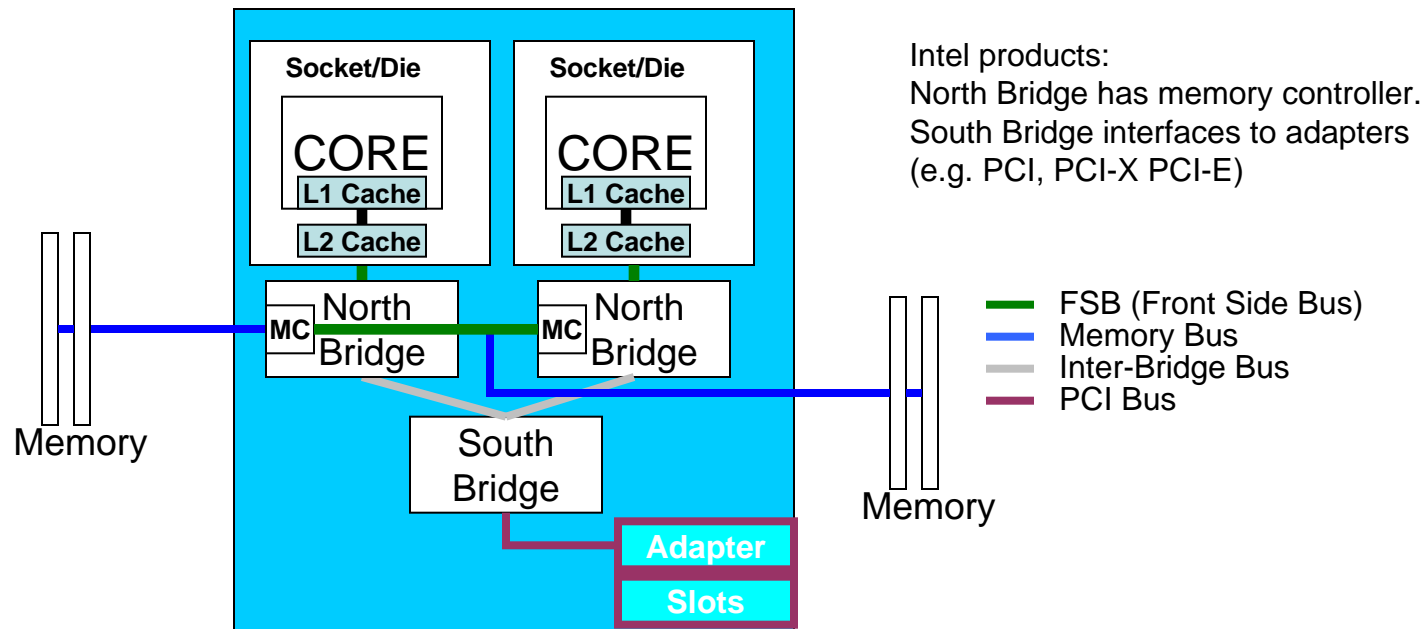 Socket/Die
CORE
L1 Cache
L2 Cache
Socket/Die
CORE
L1 Cache
L2 Cache
Intel products:
North Bridge has memory controller.
South Bridge interfaces to adapters
(e.g. PCI, PCI-X PCI-E)
MC
North
Bridge
MC
North
Bridge
FSB (Front Side Bus)
Memory Bus
Inter-Bridge Bus
PCI Bus
Memory
South
Bridge
Memory
Adapter
Slots